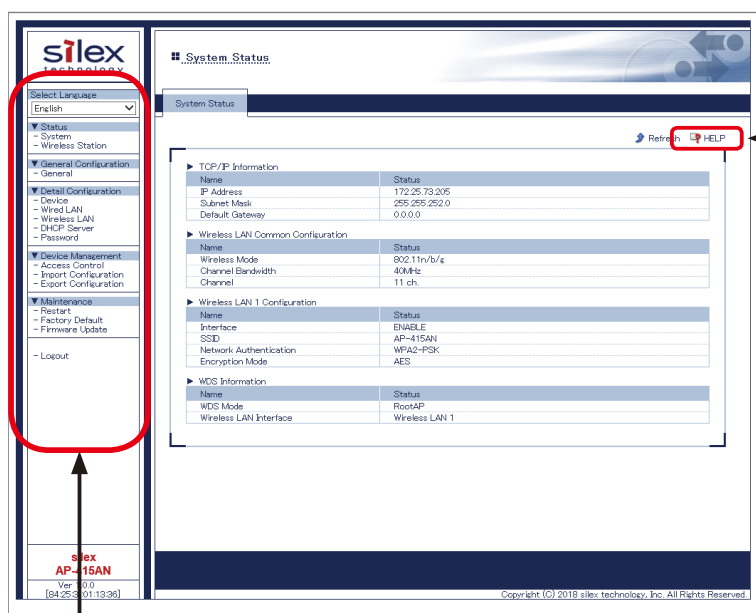 silex
technology
System Status
Select Language
English
System Status
▼ Status
- System
- Wireless Station
▼ General Configuration
- General
▼ Detail Configuration
- Device
- Wired LAN
- Wireless LAN
- DHCP Server
- Password
▼ Device Management
- Access Control
- Import Configuration
- Export Configuration
▼ Maintenance
- Restart
- Factory Default
- Firmware Update
- Logout
Refresh HELP
► TCP/IP Information
Name Status
IP Address 172.25.73.205
Subnet Mask 255.255.252.0
Default Gateway 0.0.0.0
► Wireless LAN Common Configuration
Name Status
Wireless Mode 802.11n/b/g
Channel Bandwidth 40MHz
Channel 11 ch.
► Wireless LAN 1 Configuration
Name Status
Interface ENABLE
SSID AP-415AN
Network Authentication WPA2-PSK
Encryption Mode AES
► WDS Information
Name Status
WDS Mode RootAP
Wireless LAN Interface Wireless LAN 1
silex
AP-415AN
Ver
Copyright (C) 2018 silex technology, Inc. All Rights Reserved.